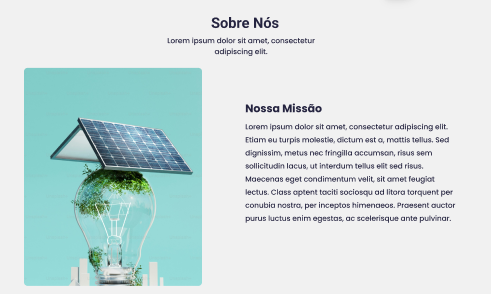 Sobre Nós
Lorem ipsum dolor sit amet, consectetur
adipiscing elit.
Nossa Missão
Lorem ipsum dolor sit amet, consectetur adipiscing elit.
Etiam eu turpis molestie, dictum est a, mattis tellus. Sed
dignissim, metus nec fringilla accumsan, risus sem
sollicitudin lacus, ut interdum tellus elit sed risus.
Maecenas eget condimentum velit, sit amet feugiat
lectus. Class aptent taciti sociosqu ad litora torquent per
conubia nostra, per inceptos himenaeos. Praesent auctor
purus luctus enim egestas, ac scelerisque ante pulvinar.